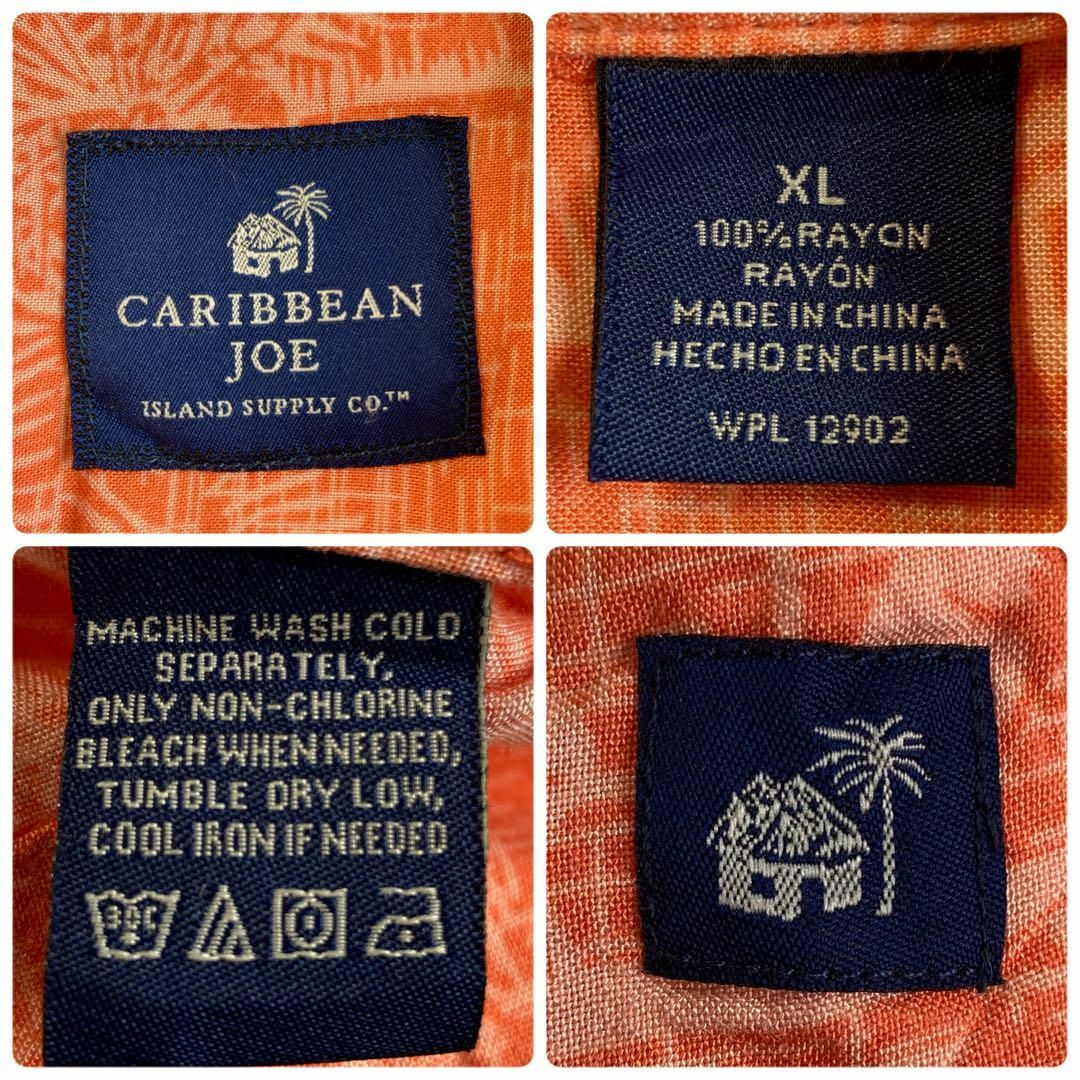 CARIBBEAN
JOE
ISLAND SUPPLY CO.™
XL
100% RAYON
RAYÓN
MADE IN CHINA
HECHO EN CHINA
WPL 12902
MACHINE WASH COLD
SEPARATELY,
ONLY NON-CHLORINE
BLEACH WHEN NEEDED,
TUMBLE DRY LOW,
COOL IRON IF NEEDED
30C